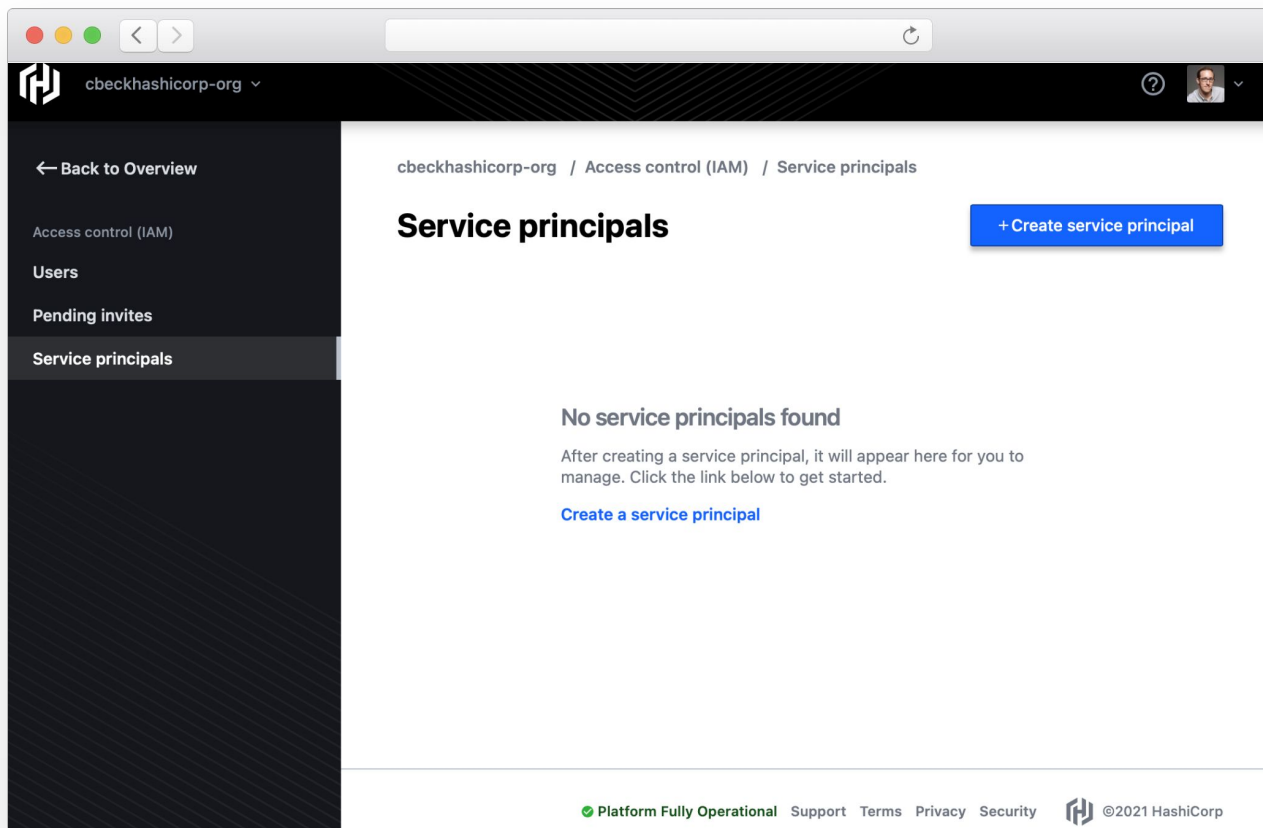 cbeckhashicorp-org
Back to Overview
Access control (IAM)
Users
Pending invites
Service principals
cbeckhashicorp-org / Access control (IAM) / Service principals
Service principals
+Create service principal
No service principals found
After creating a service principal, it will appear here for you to
manage. Click the link below to get started.
Create a service principal
Platform Fully Operational Support Terms Privacy Security ©2021 HashiCorp